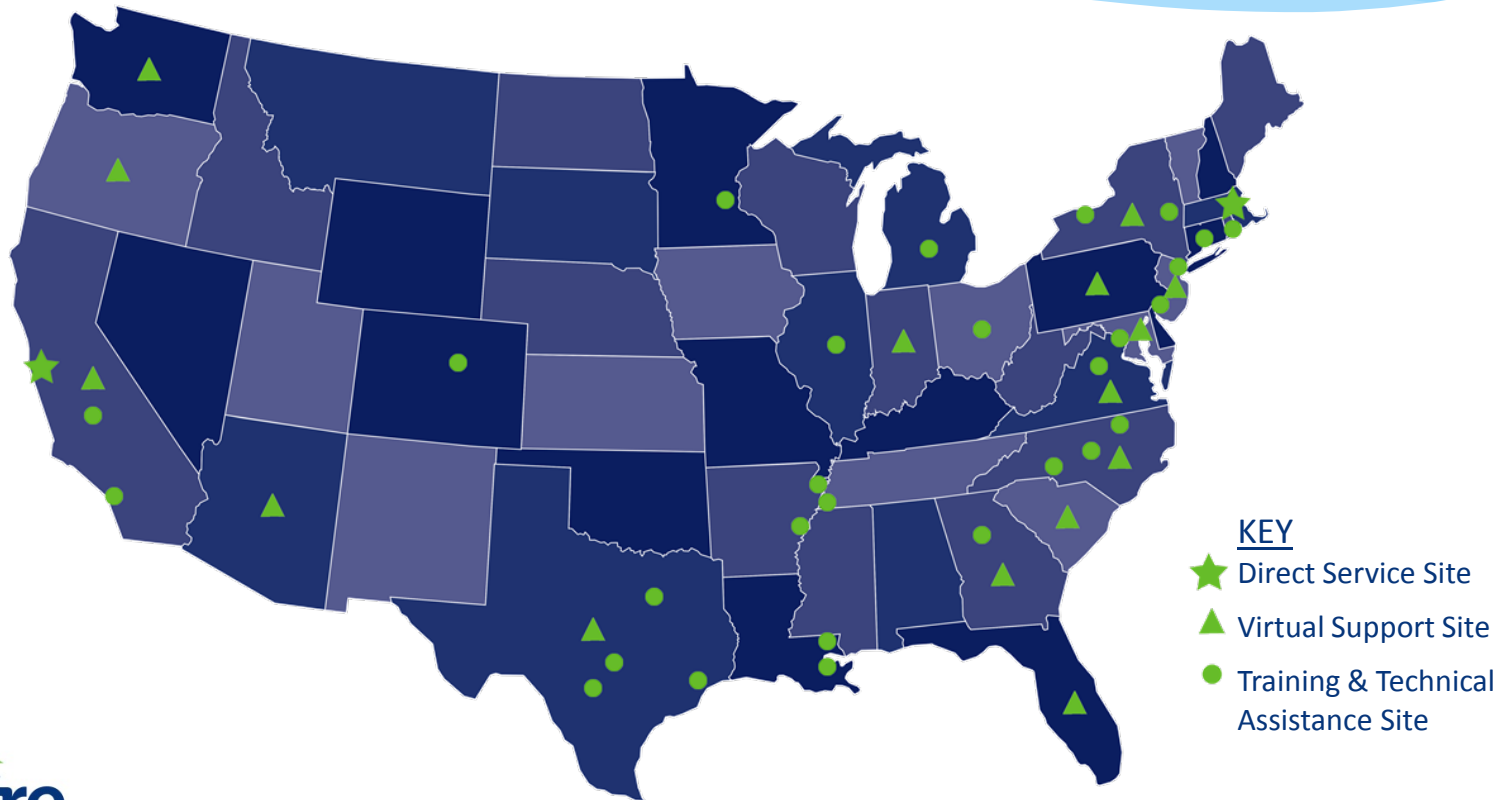 KEY
Direct Service Site
Virtual Support Site
Training & Technical
Assistance Site